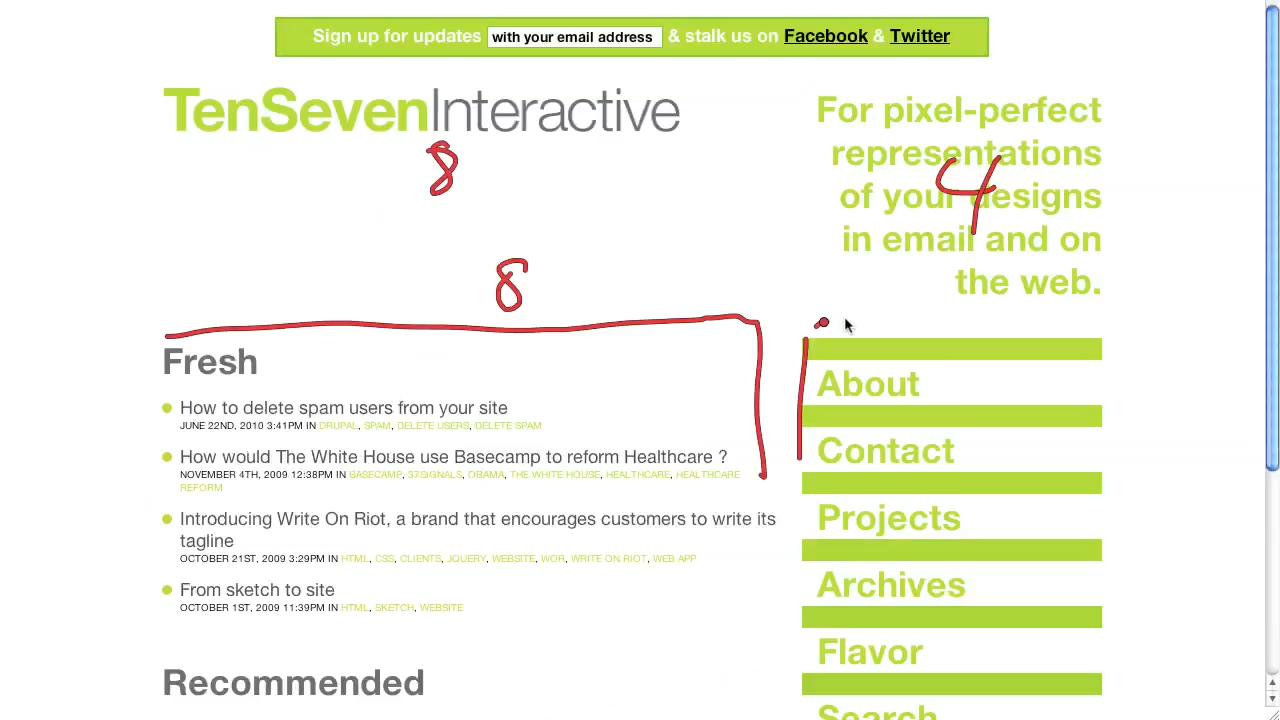 Sign up for updates with your email address & stalk us on Facebook & Twitter
TenSevenInteractive
For pixel-perfect
representations
of your designs
in email and on
the web.
8
4
8
Fresh
How to delete spam users from your site
JUNE 22ND, 2010 3:41PM IN DRUPAL, SPAM, DELETE USERS, DELETE SPAM
How would The White House use Basecamp to reform Healthcare ?
NOVEMBER 4TH, 2009 12:38PM IN BASECAMP, 37SIGNALS, OBAMA, THE WHITE HOUSE, HEALTHCARE, HEALTHCARE
REFORM
Introducing Write On Riot, a brand that encourages customers to write its
tagline
OCTOBER 21ST, 2009 3:29PM IN HTML, CSS, CLIENTS, JQUERY, WEBSITE, WOR, WRITE ON RIOT, WEB APP
From sketch to site
OCTOBER 1ST, 2009 11:39PM IN HTML, SKETCH, WEBSITE
Recommended
About
Contact
Projects
Archives
Flavor
Search